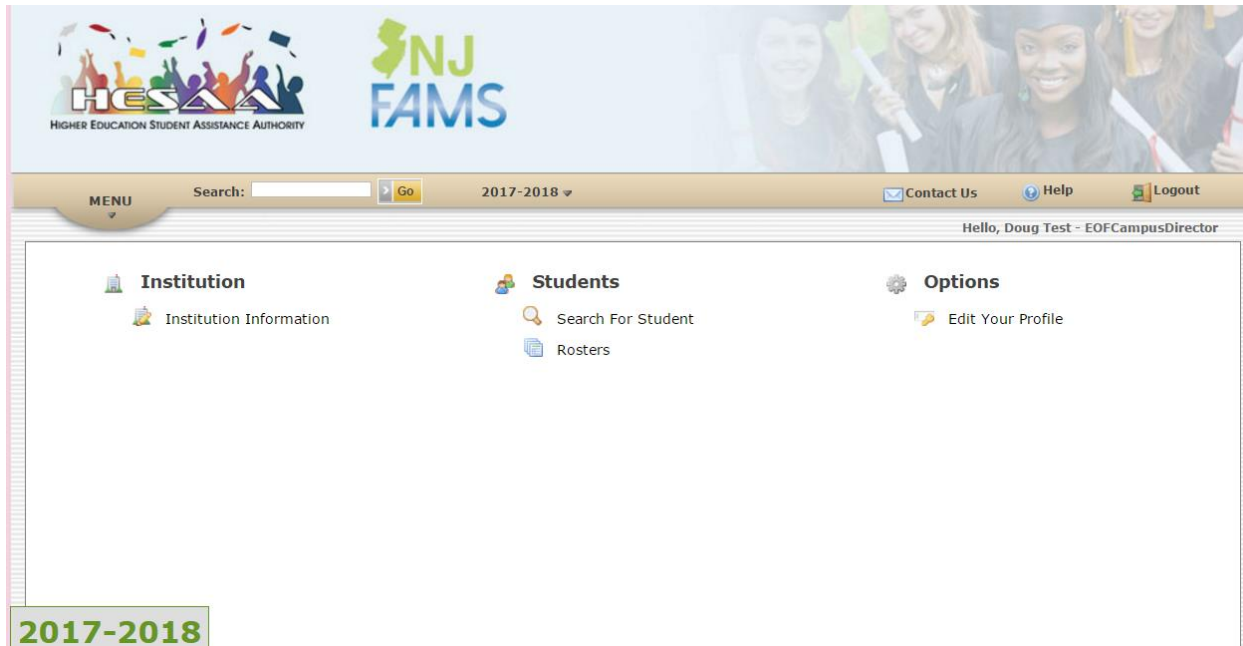 HESAA
HIGHER EDUCATION STUDENT ASSISTANCE AUTHORITY
NJ
FAMS
MENU
Search:
Go
2017-2018
Contact Us
Help
Logout
Hello, Doug Test - EOFCampusDirector
Institution
Institution Information
Students
Search For Student
Rosters
Options
Edit Your Profile
2017-2018